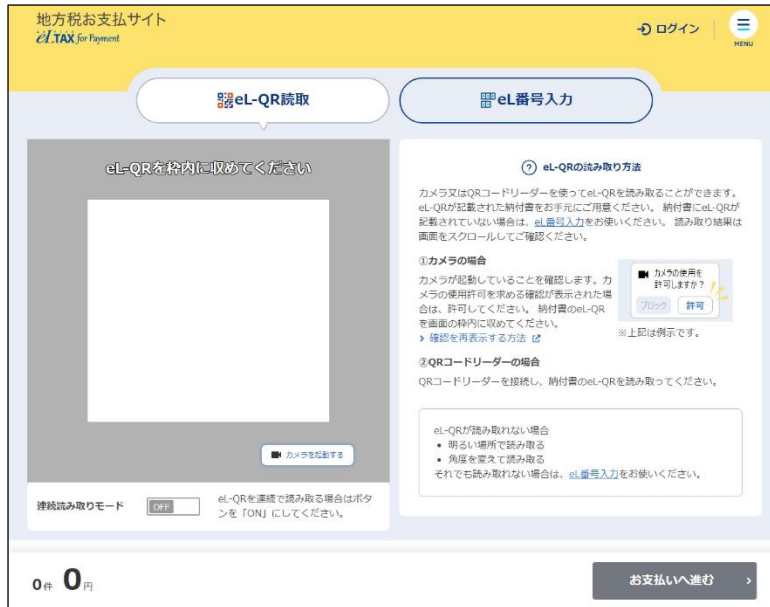 地方税お支払サイト
eLTAX for Payment
ログイン
MENU
eL-QR読取
eL番号入力
eL-QRを枠内に収めてください
カメラを起動する
連続読み取りモード
OFF
eL-QRを連続で読み取る場合はボタ
ンを「ON」にしてください。
? eL-QRの読み取り方法
カメラ又はQRコードリーダーを使ってeL-QRを読み取ることができます。
eL-QRが記載された納付書をお手元にご用意ください。 納付書にeL-QRが
記載されていない場合は、eL番号入力をお使いください。 読み取り結果は
画面をスクロールしてご確認ください。
①カメラの場合
カメラが起動していることを確認します。カ
メラの使用許可を求める確認が表示された場
合は、許可してください。 納付書のeL-QR
を画面の枠内に収めてください。
> 確認を再表示する方法
カメラの使用を
許可しますか？
ブロック
許可
※上記は例示です。
②QRコードリーダーの場合
QRコードリーダーを接続し、納付書のeL-QRを読み取ってください。
eL-QRが読み取れない場合
• 明るい場所で読み取る
• 角度を変えて読み取る
それでも読み取れない場合は、eL番号入力をお使いください。
0件 0円
お支払いへ進む >